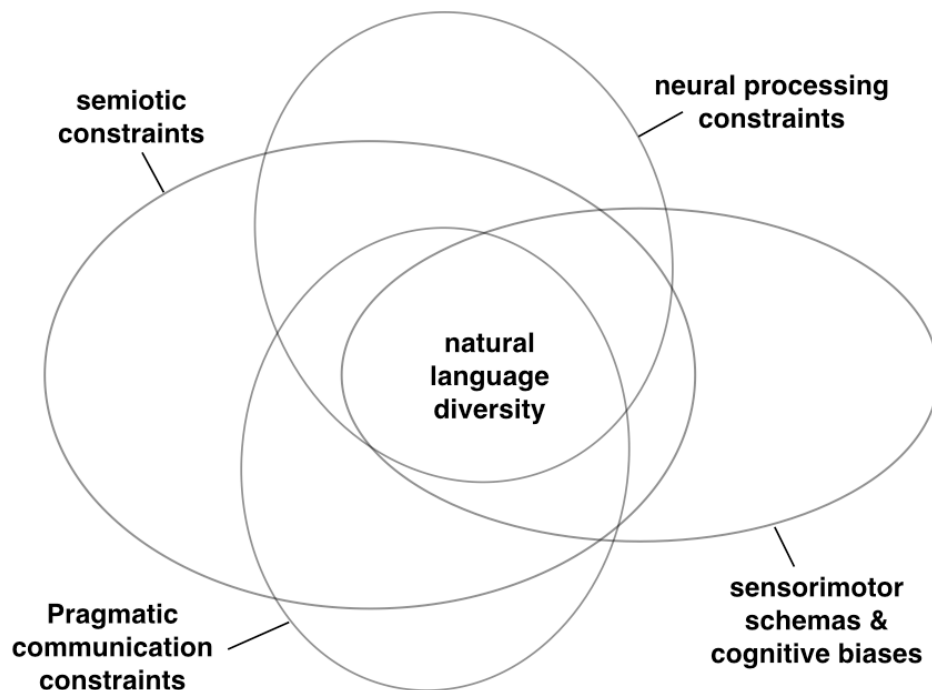 semiotic
constraints
neural processing
constraints
natural
language
diversity
Pragmatic
communication
constraints
sensorimotor
schemas &
cognitive biases